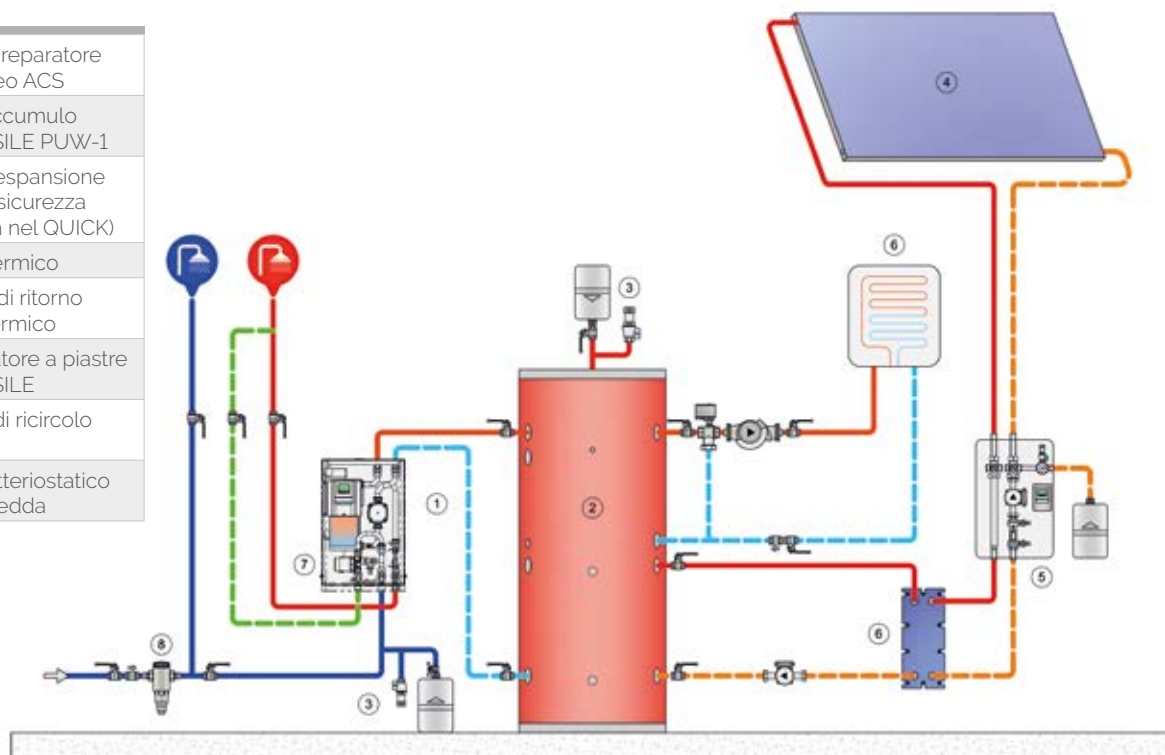 reparatore
eo ACS
ccumulo
SILE PUW-1
espansione
sicurezza
a nel QUICK)
ermico
di ritorno
ermico
tore a piastre
SILE
di ricircolo
tteriostatico
edda
4
6
3
1
2
7
5
6
8
3